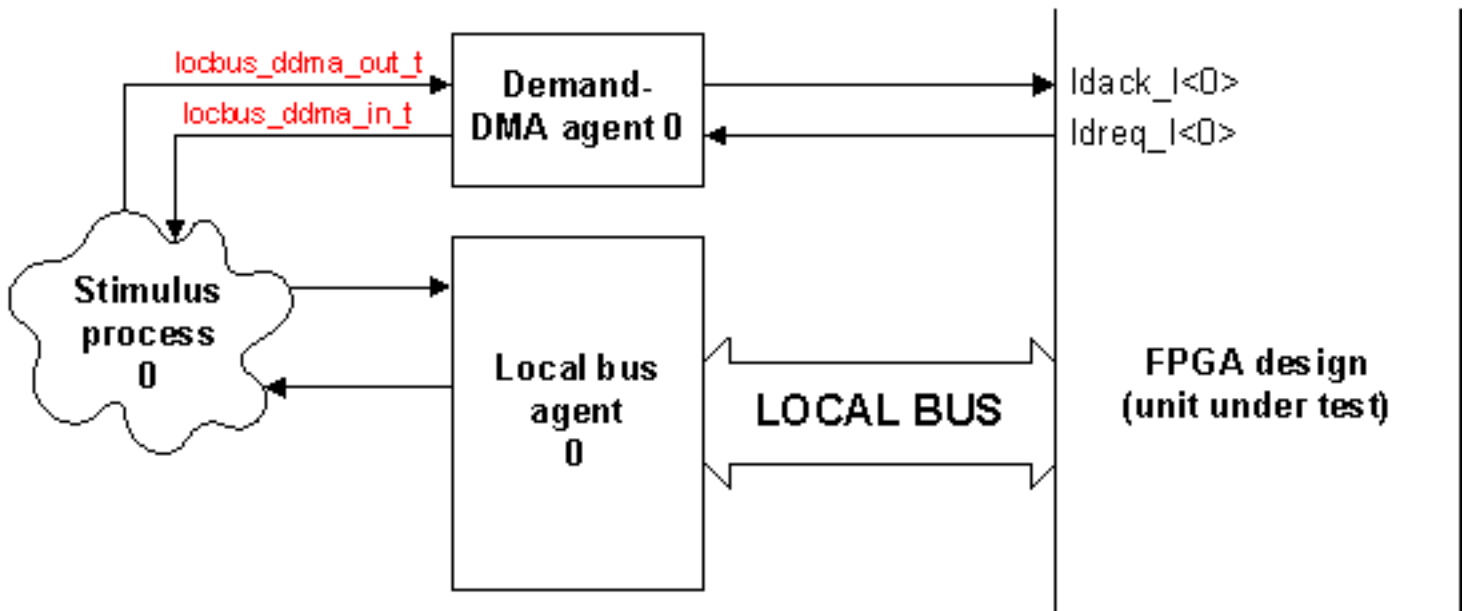 locbus_ddma_out_t
locbus_ddma_in_t
Demand-
DMA agent 0
ldack_l<0>
ldreq_l<0>
Stimulus
process
0
Local bus
agent
0
LOCAL BUS
FPGA design
(unit under test)